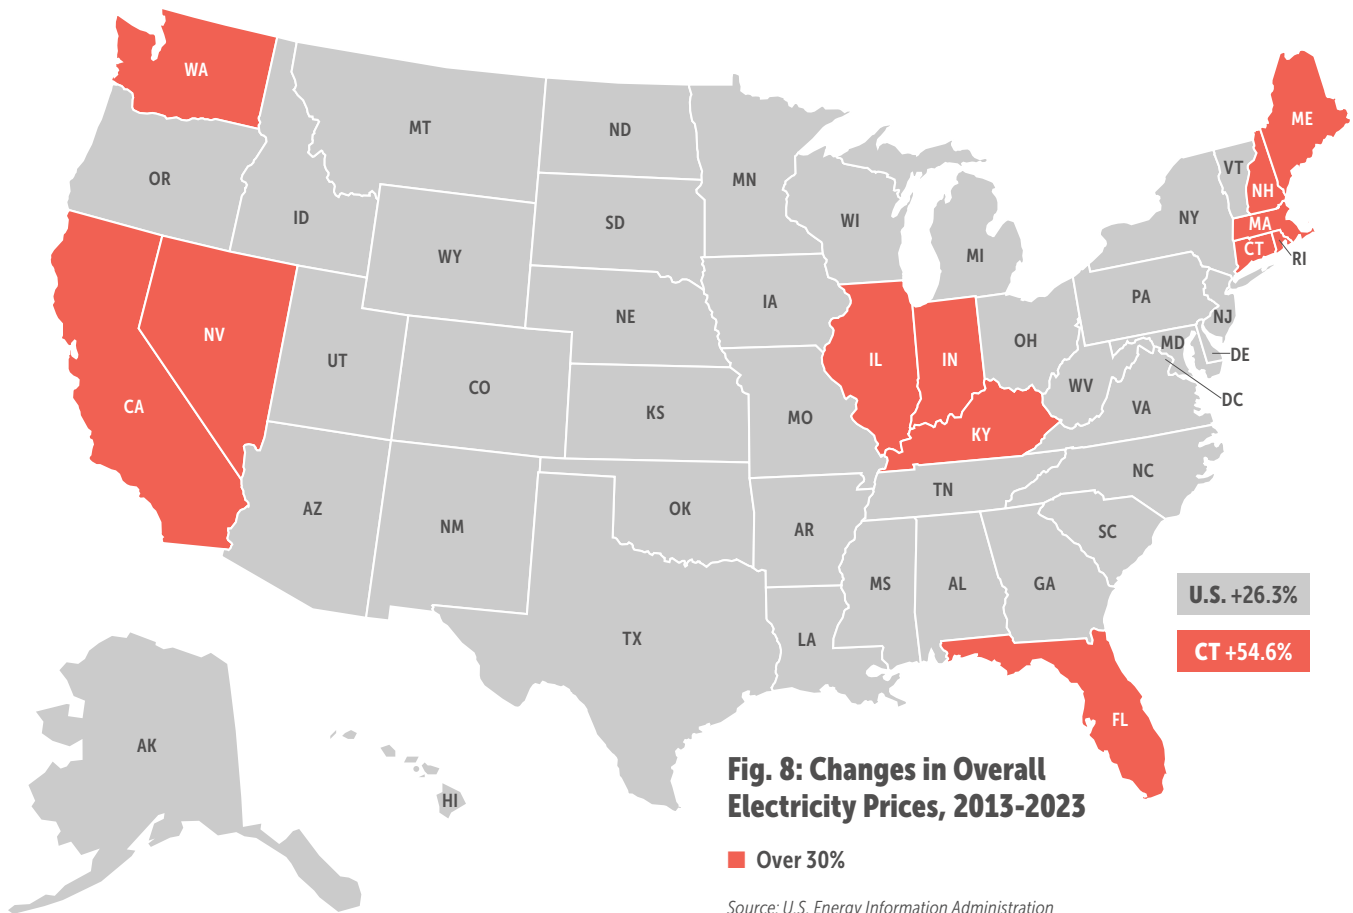 WA
MT
ND
MN
ME
VT
NH
OR
ID
SD
WI
NY
MA
CT
RI
WY
MI
IA
PA
NE
NJ
NV
UT
CO
IL
IN
OH
MD
DE
WV
DC
CA
KS
MO
VA
KY
NC
TN
AZ
NM
OK
AR
SC
MS
AL
GA
U.S. +26.3%
TX
LA
CT +54.6%
FL
AK
HI
Fig. 8: Changes in Overall
Electricity Prices, 2013-2023
Over 30%
Source: U.S. Energy Information Administration